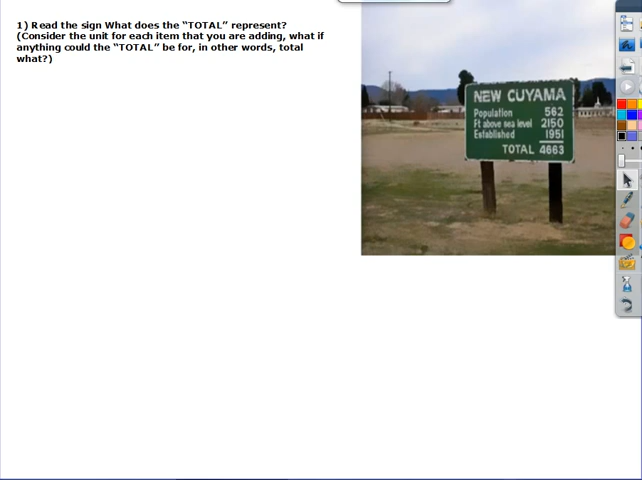 1) Read the sign What does the “TOTAL” represent?
(Consider the unit for each item that you are adding, what if
anything could the “TOTAL” be for, in other words, total
what?)
NEW CUYAMA
Population 562
Ft above sea level 2150
Established 1951
TOTAL 4663